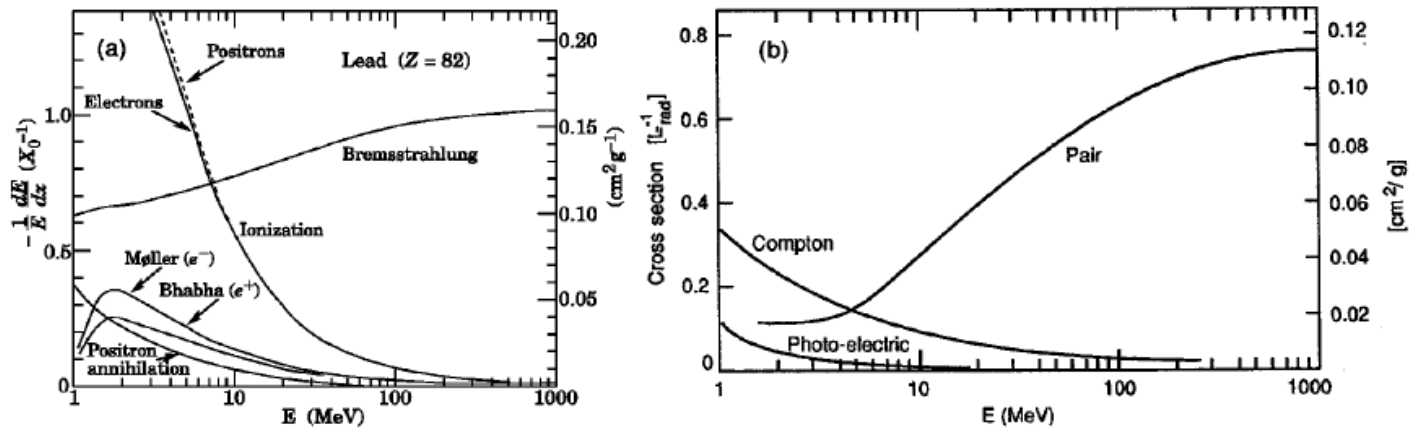 (a)
Positrons
Lead (Z = 82)
Electrons
Bremsstrahlung
Ionization
Møller (e−)
Bhabha (e+)
Positron
annihilation
1.0
0.5
0
− 1/E dE/dx (X₀⁻¹)
0.20
0.15
0.10
0.05
0
(cm² g⁻¹)
1 10 100 1000
E (MeV)
(b)
Pair
Compton
Photo-electric
0.8
0.6
0.4
0.2
0
Cross section
0.12
0.10
0.08
0.06
0.04
0.02
[cm²/g]
1 10 100 1000
E (MeV)